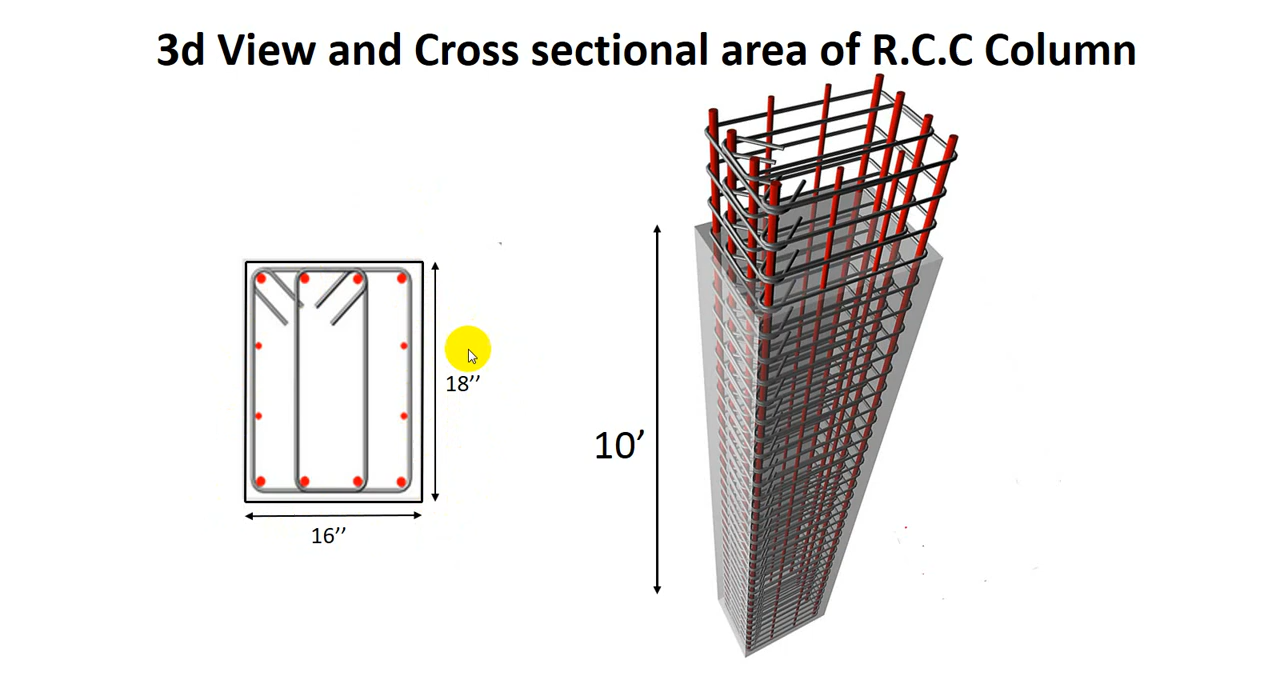 3d View and Cross sectional area of R.C.C Column
18’’
10’
16’’